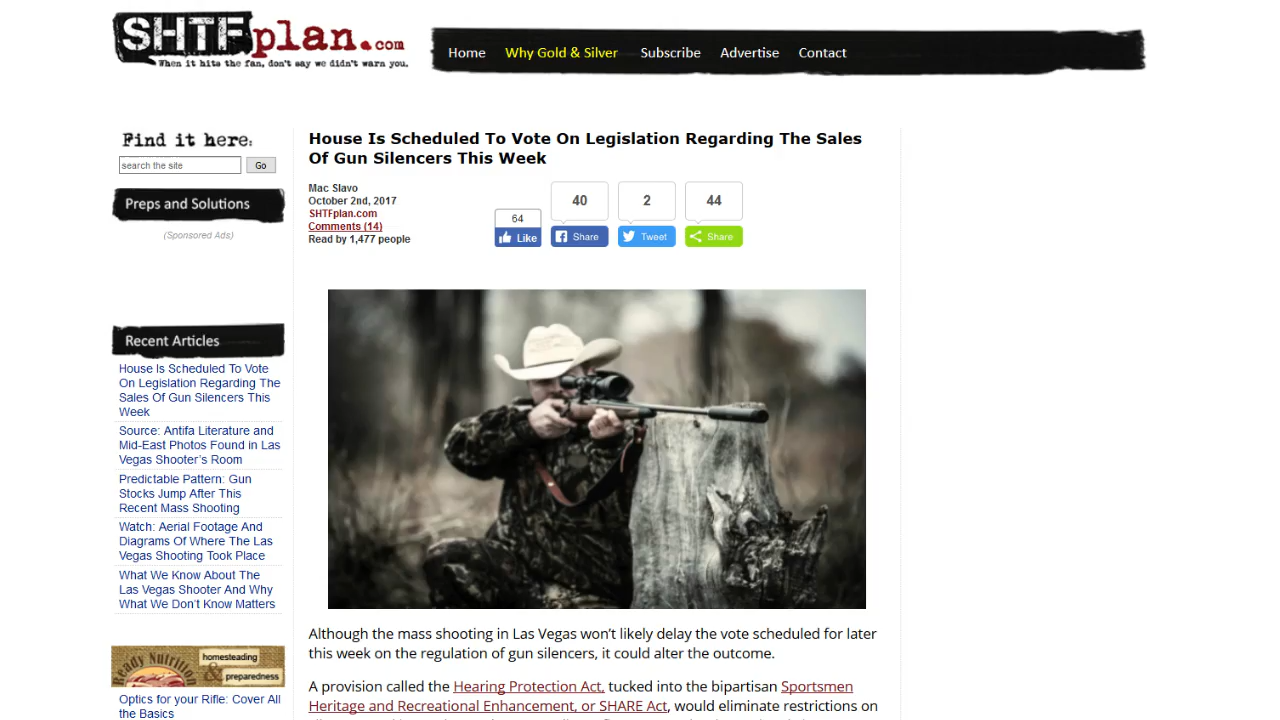 SHTFplan.com
When it hits the fan, don't say we didn't warn you.
Home Why Gold & Silver Subscribe Advertise Contact
Find it here:
search the site Go
Preps and Solutions
(Sponsored Ads)
Recent Articles
House Is Scheduled To Vote
On Legislation Regarding The
Sales Of Gun Silencers This
Week
Source: Antifa Literature and
Mid-East Photos Found in Las
Vegas Shooter’s Room
Predictable Pattern: Gun
Stocks Jump After This
Recent Mass Shooting
Watch: Aerial Footage And
Diagrams Of Where The Las
Vegas Shooting Took Place
What We Know About The
Las Vegas Shooter And Why
What We Don’t Know Matters
Ready Nutrition
homesteading
&
preparedness
Optics for your Rifle: Cover All
the Basics
House Is Scheduled To Vote On Legislation Regarding The Sales
Of Gun Silencers This Week
Mac Slavo
October 2nd, 2017
SHTFplan.com
Comments (14)
Read by 1,477 people
64
Like
40
Share
2
Tweet
44
Share
Although the mass shooting in Las Vegas won’t likely delay the vote scheduled for later
this week on the regulation of gun silencers, it could alter the outcome.
A provision called the Hearing Protection Act, tucked into the bipartisan Sportsmen
Heritage and Recreational Enhancement, or SHARE Act, would eliminate restrictions on